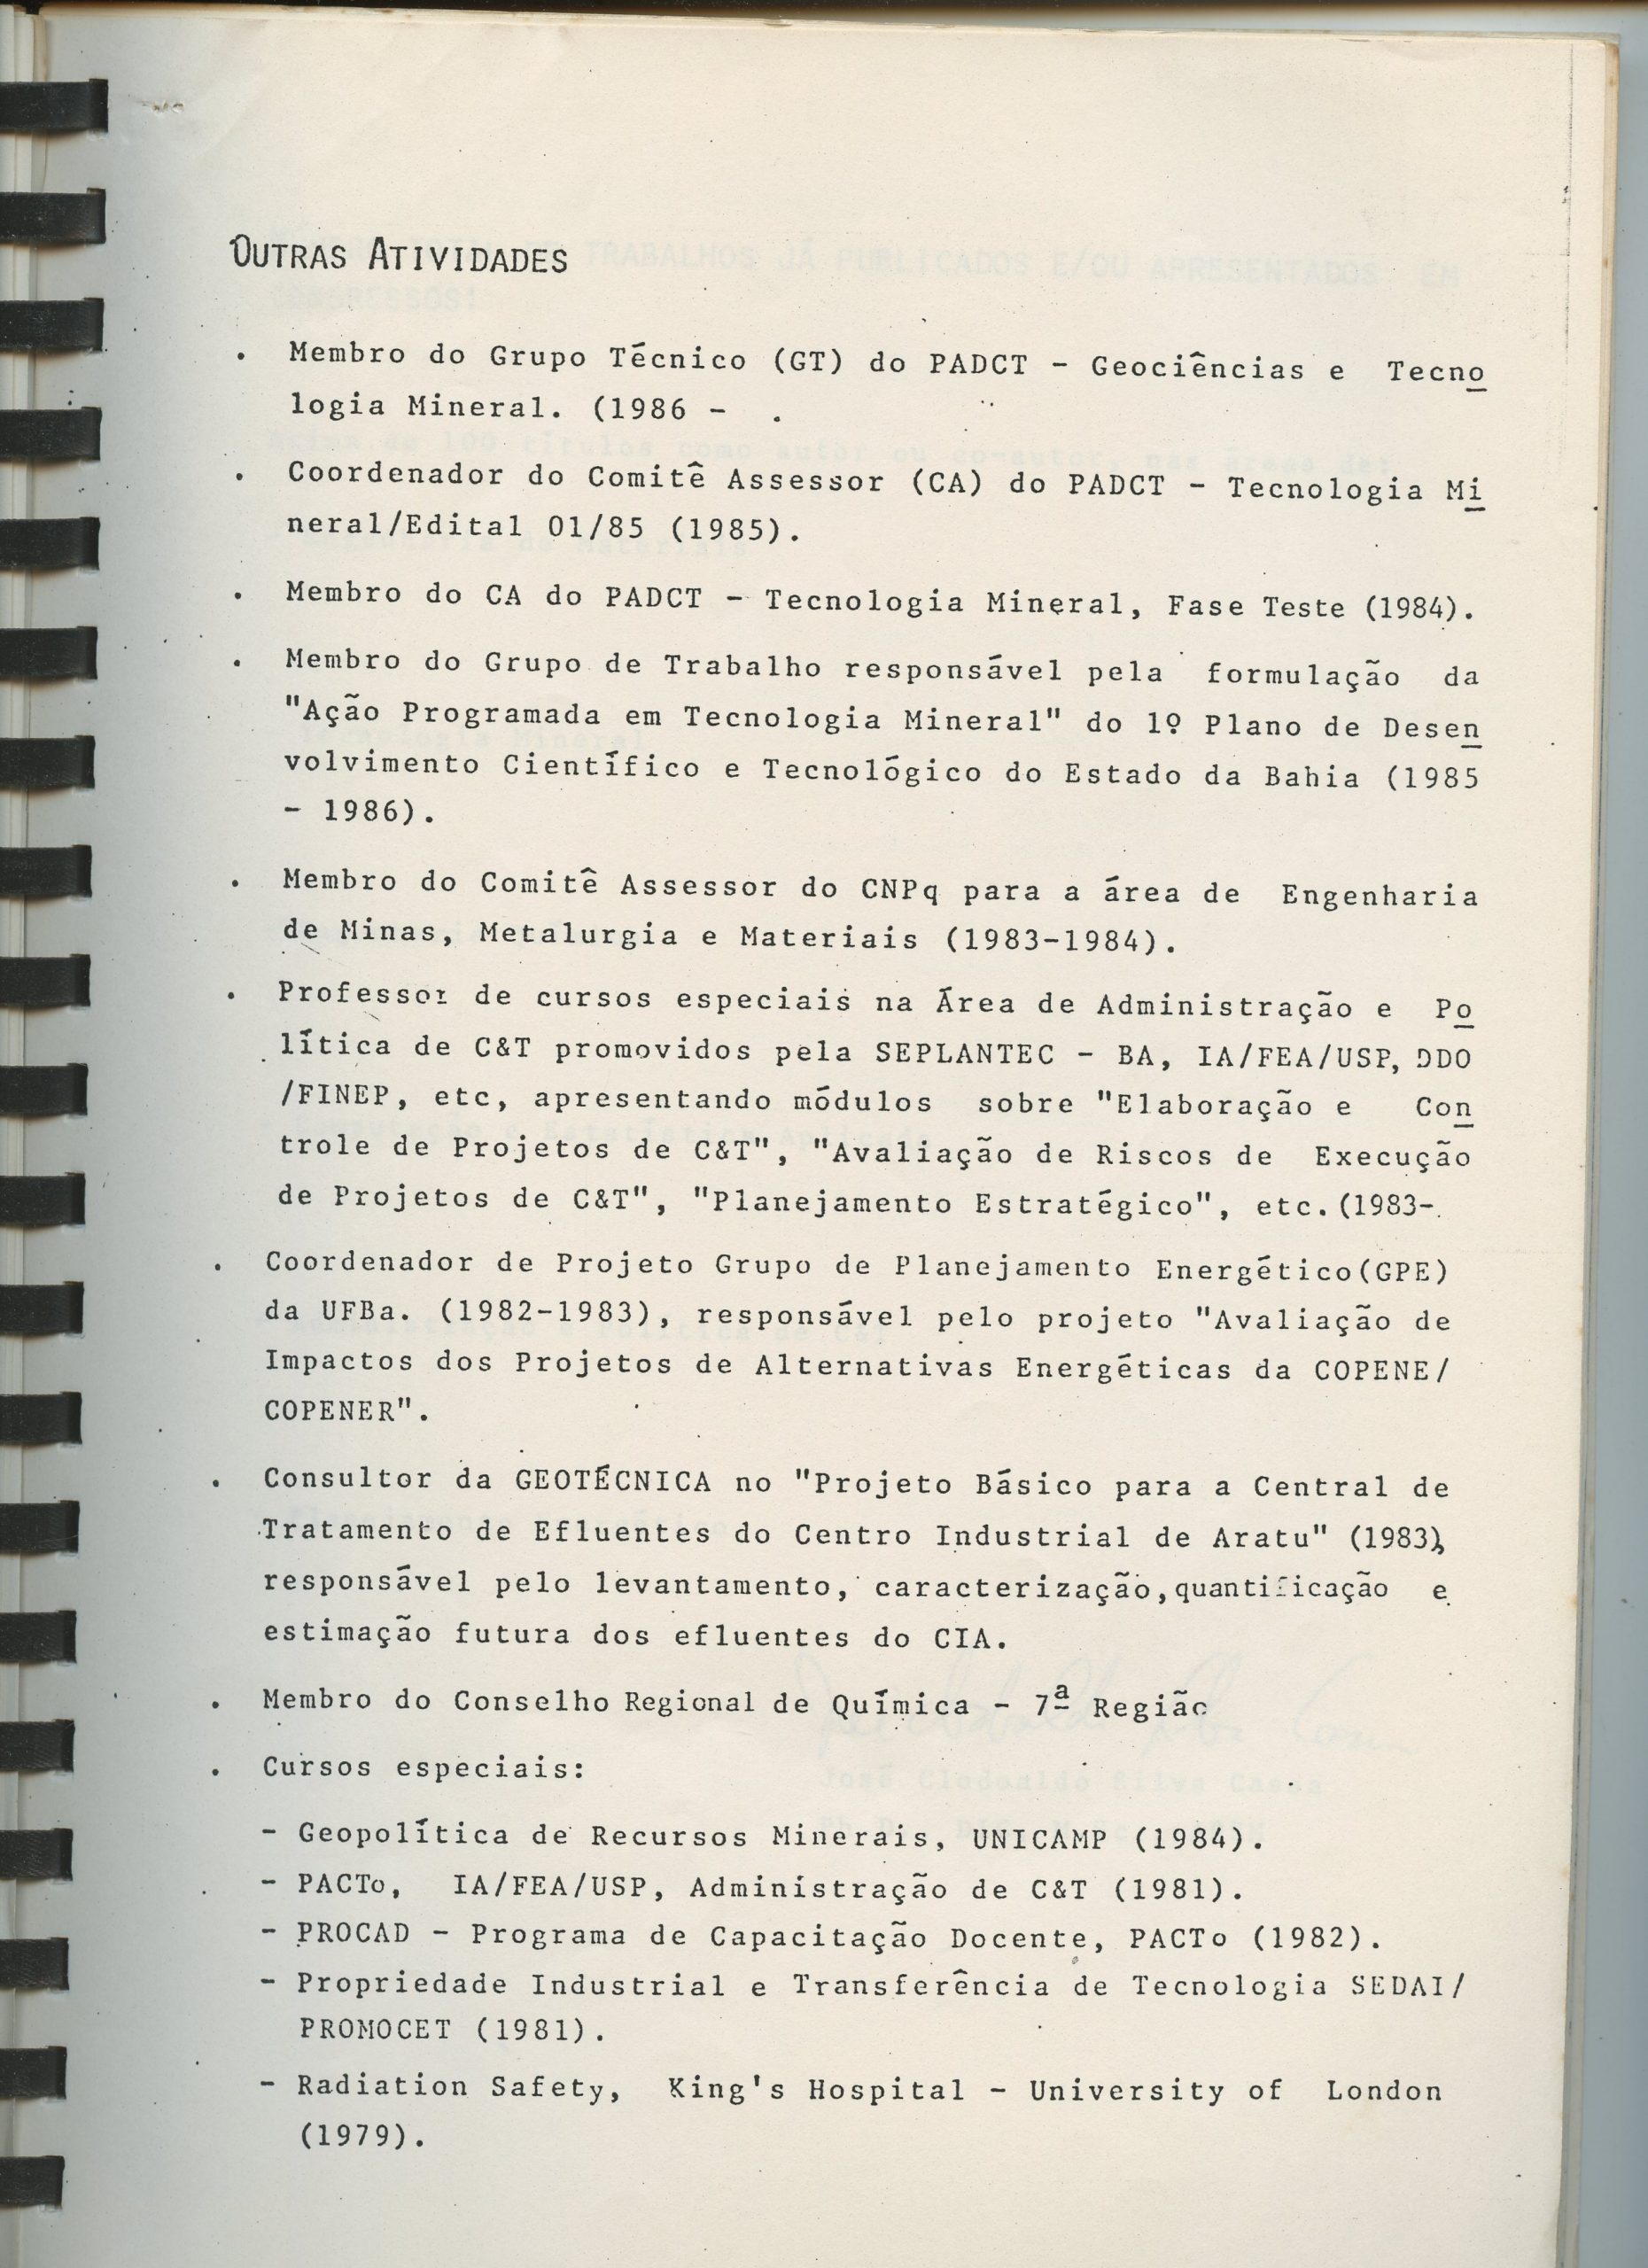 OUTRAS ATIVIDADES
. Membro do Grupo Técnico (GT) do PADCT - Geociências e Tecno
logia Mineral. (1986 - .
. Coordenador do Comitê Assessor (CA) do PADCT - Tecnologia Mi
neral/Edital 01/85 (1985).
. Membro do CA do PADCT - Tecnologia Mineral, Fase Teste (1984).
. Membro do Grupo de Trabalho responsável pela formulação da
"Ação Programada em Tecnologia Mineral" do 1º Plano de Desen
volvimento Científico e Tecnológico do Estado da Bahia (1985
- 1986).
. Membro do Comitê Assessor do CNPq para a área de Engenharia
de Minas, Metalurgia e Materiais (1983-1984).
. Professor de cursos especiais na Área de Administração e Po
lítica de C&T promovidos pela SEPLANTEC - BA, IA/FEA/USP, DDO
/FINEP, etc, apresentando módulos sobre "Elaboração e Con
trole de Projetos de C&T", "Avaliação de Riscos de Execução
de Projetos de C&T", "Planejamento Estratégico", etc.(1983-.
. Coordenador de Projeto Grupo de Planejamento Energético(GPE)
da UFBa. (1982-1983), responsável pelo projeto "Avaliação de
Impactos dos Projetos de Alternativas Energéticas da COPENE/
COPENER".
. Consultor da GEOTÉCNICA no "Projeto Básico para a Central de
Tratamento de Efluentes do Centro Industrial de Aratu" (1983),
responsável pelo levantamento, caracterização,quantificação e
estimação futura dos efluentes do CIA.
. Membro do Conselho Regional de Química - 7ª Região
. Cursos especiais:
- Geopolítica de Recursos Minerais, UNICAMP (1984).
- PACTo, IA/FEA/USP, Administração de C&T (1981).
- PROCAD - Programa de Capacitação Docente, PACTo (1982).
- Propriedade Industrial e Transferência de Tecnologia SEDAI/
PROMOCET (1981).
- Radiation Safety, King's Hospital - University of London
(1979).